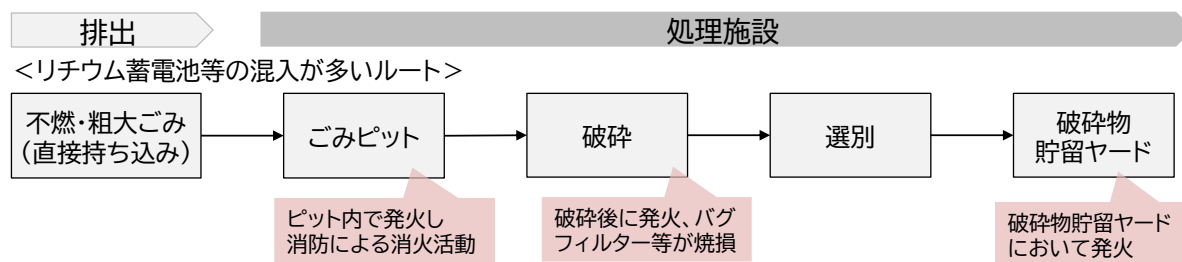 排出
処理施設
＜リチウム蓄電池等の混入が多いルート＞
不燃・粗大ごみ
（直接持ち込み）
ごみピット
破砕
選別
破砕物
貯留ヤード
ピット内で発火し
消防による消火活動
破砕後に発火、バグ
フィルター等が焼損
破砕物貯留ヤード
において発火